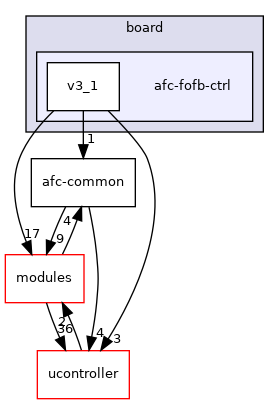 board
v3_1
afc-fofb-ctrl
1
afc-common
17
4
9
modules
2
36
4
3
ucontroller